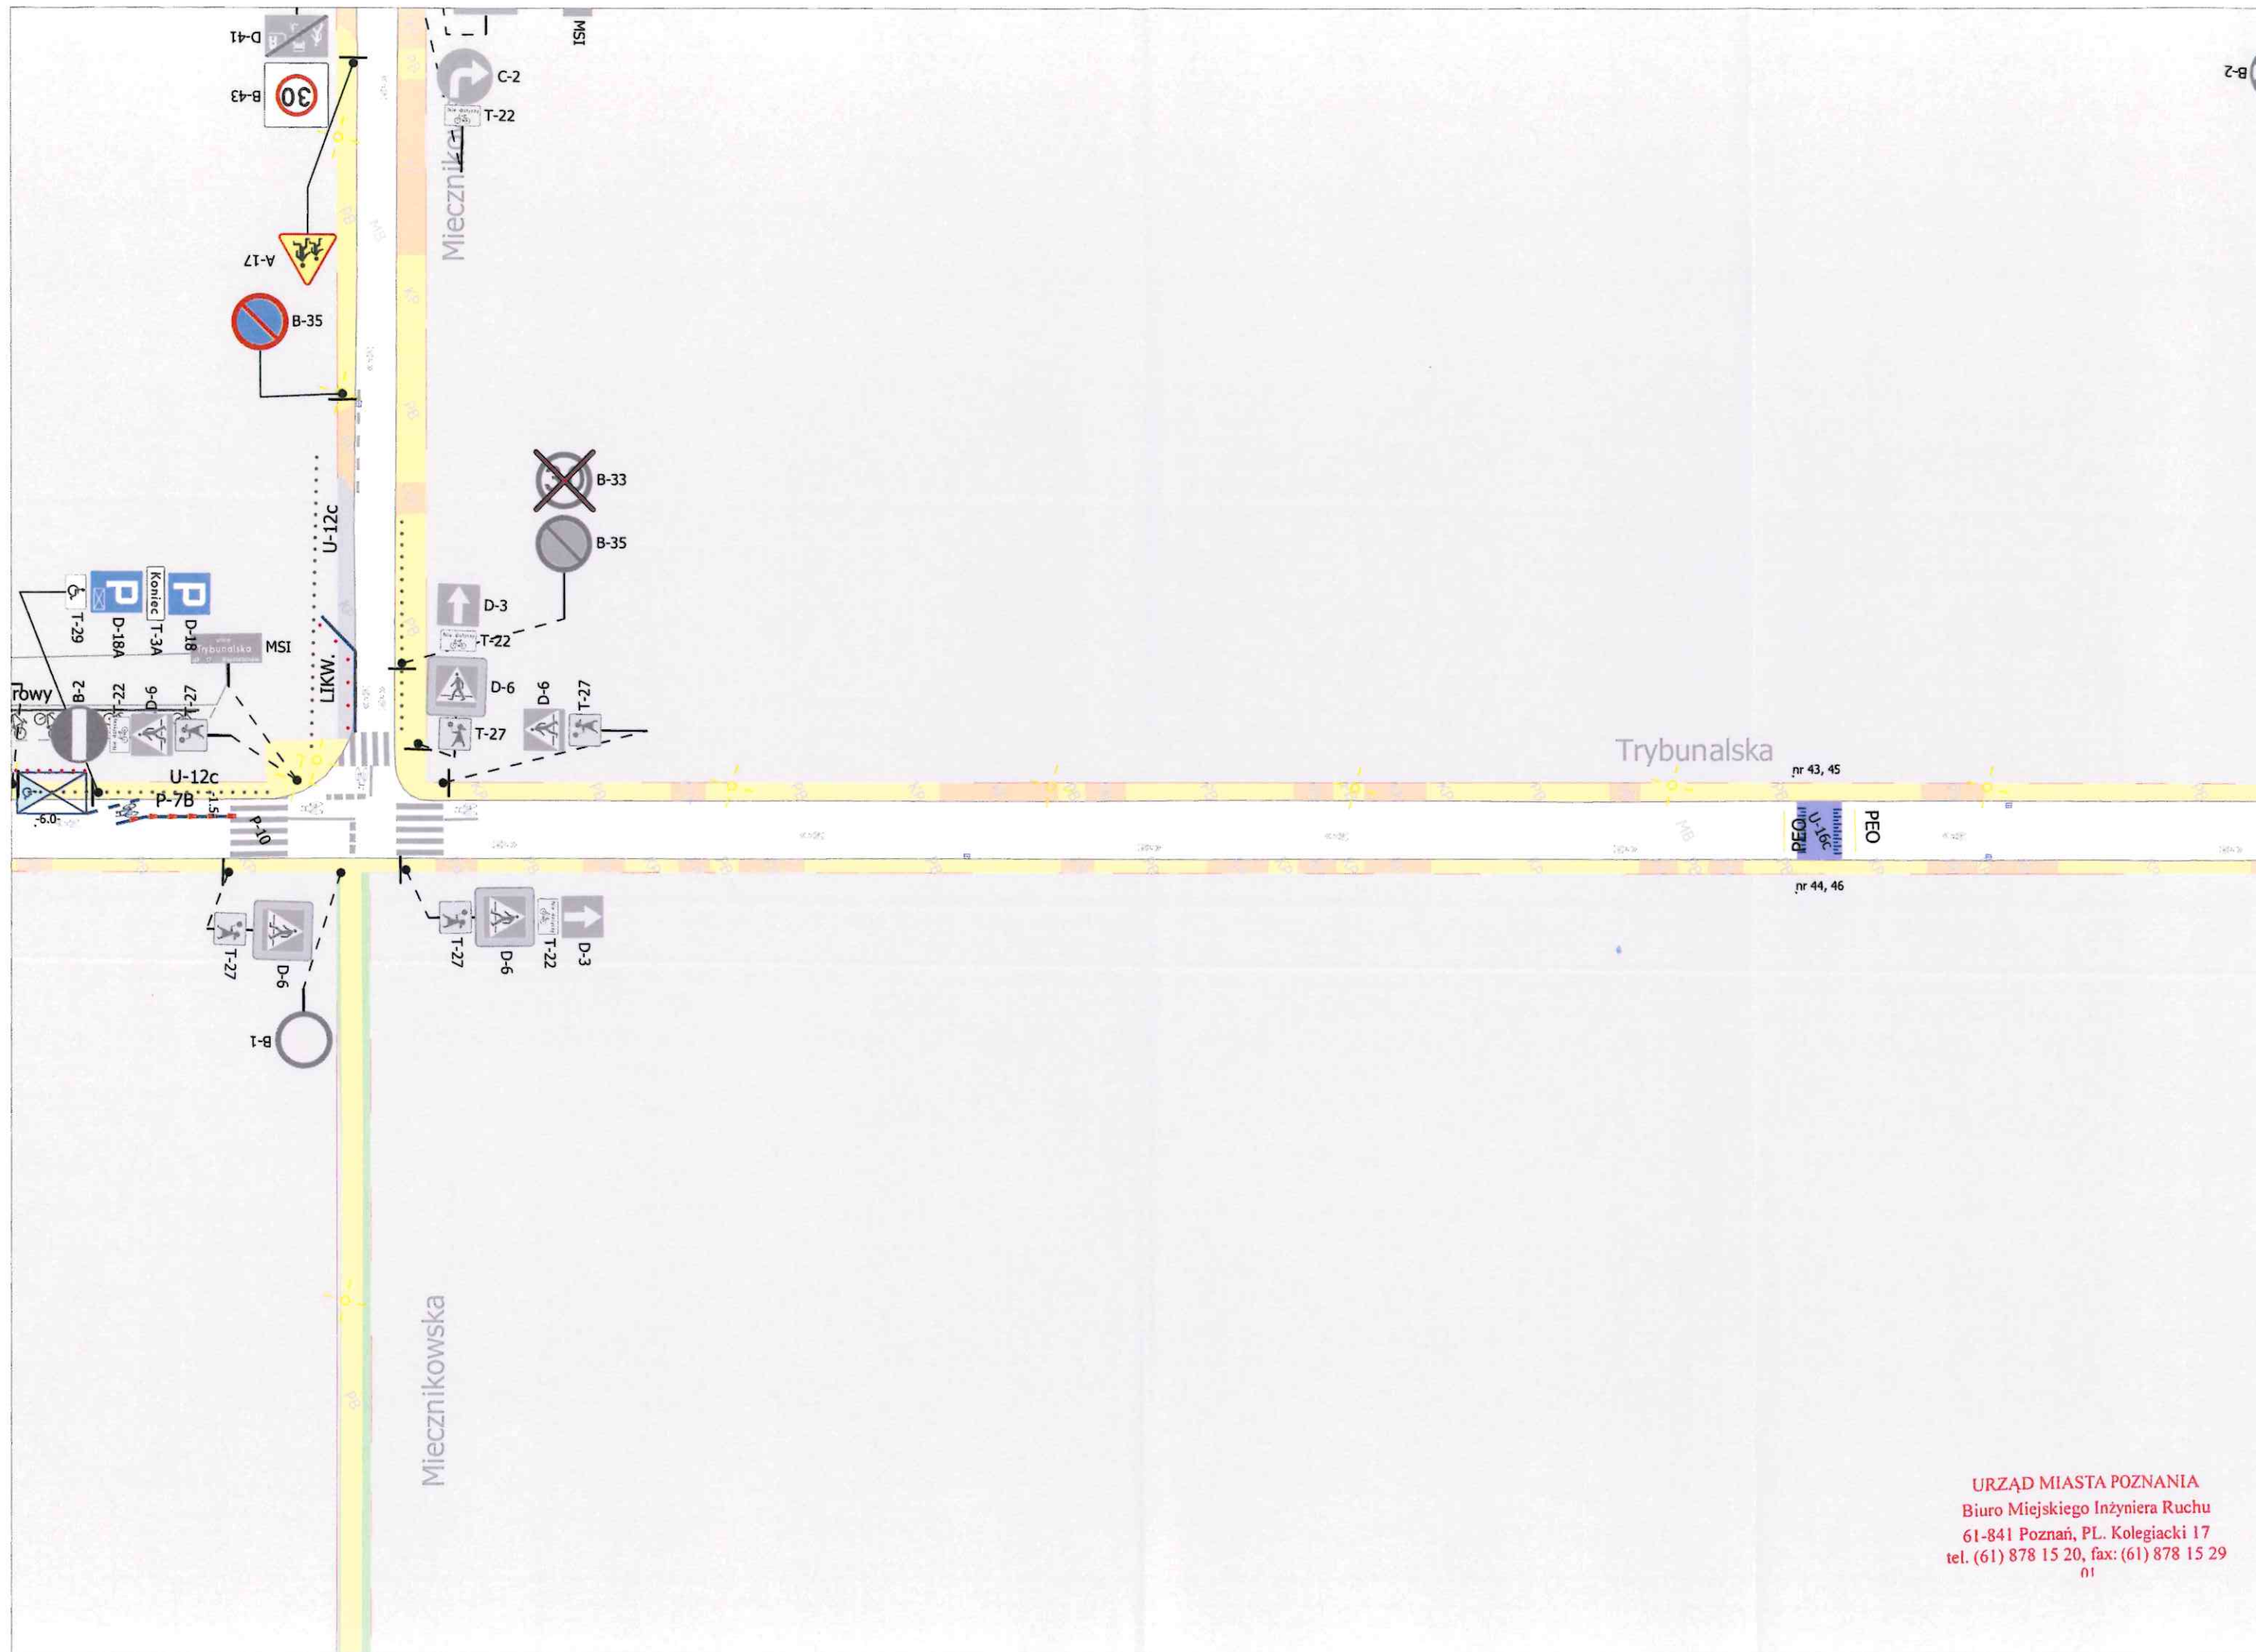 D-41
B-43
30
MSI
C-2
T-22
B-2
A-17
B-35
B-33
B-35
U-12c
LIKW.
D-3
T-22
D-6
T-27
D-6
T-27
T-29
D-18A
Koniec
T-3A
D-18
Trybunalska
MSI
rowy
B-2
T-22
D-6
T-27
U-12c
P-7B
1.5
-6.0-
P-10
Trybunalska
nr 43, 45
PEO
U-16c
PEO
nr 44, 46
T-27
D-6
B-1
T-27
D-6
T-22
D-3
Miecznikowska
URZĄD MIASTA POZNANIA
Biuro Miejskiego Inżyniera Ruchu
61-841 Poznań, PL. Kolegiacki 17
tel. (61) 878 15 20, fax: (61) 878 15 29
01